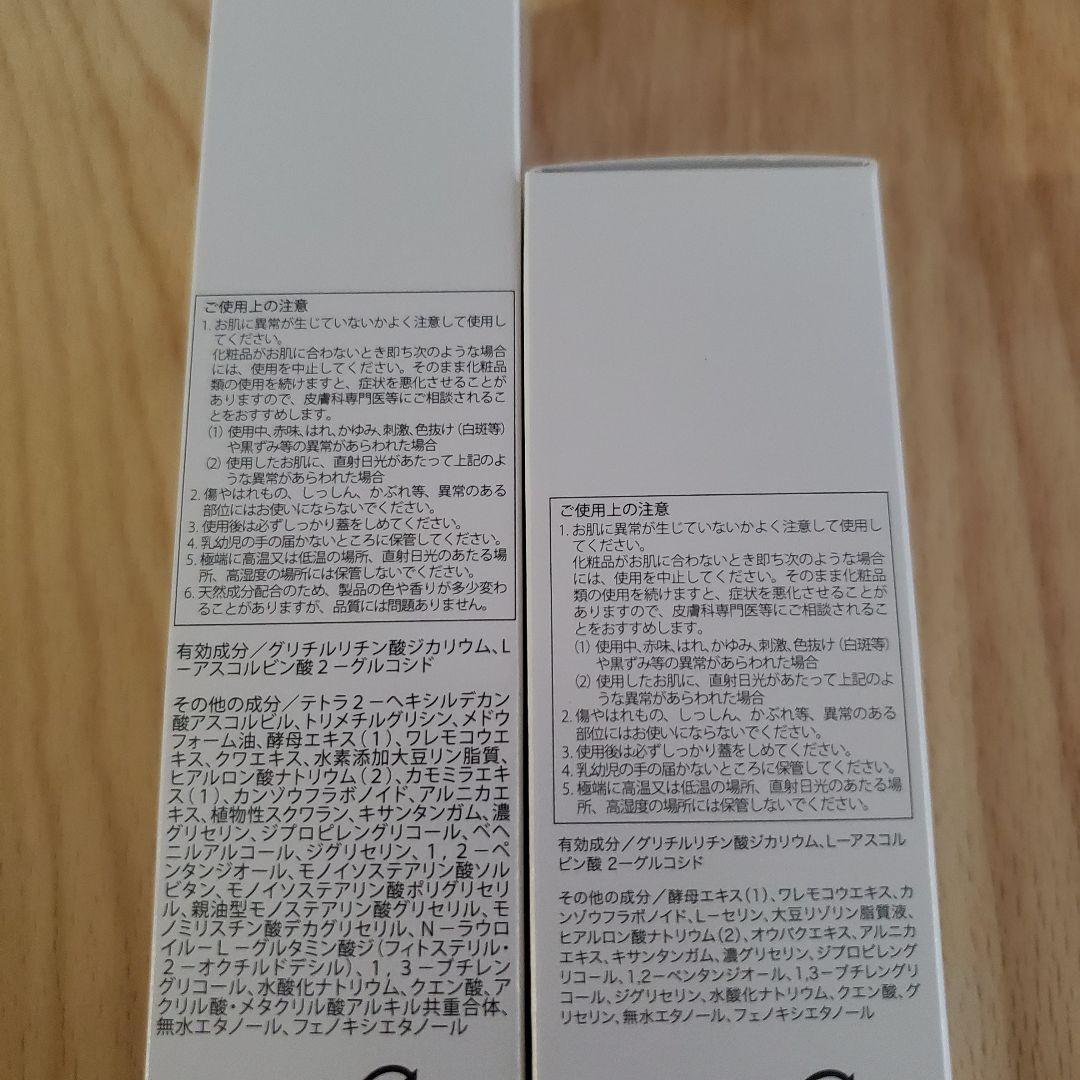 ご使用上の注意
1. お肌に異常が生じていないかよく注意して使用し
てください。
化粧品がお肌に合わないとき即ち次のような場合
には、使用を中止してください。そのまま化粧品
類の使用を続けますと、症状を悪化させることが
ありますので、皮膚科専門医等にご相談されるこ
とをおすすめします。
(1) 使用中、赤味、はれ、かゆみ、刺激、色抜け(白斑等)
や黒ずみ等の異常があらわれた場合
(2) 使用したお肌に、直射日光があたって上記のよ
うな異常があらわれた場合
2. 傷やはれもの、しっしん、かぶれ等、異常のある
部位にはお使いにならないでください。
3. 使用後は必ずしっかり蓋をしめてください。
4. 乳幼児の手の届かないところに保管してください。
5. 極端に高温又は低温の場所、直射日光のあたる場
所、高湿度の場所には保管しないでください。
6. 天然成分配合のため、製品の色や香りが多少変わ
ることがありますが、品質には問題ありません。
有効成分/グリチルリチン酸ジカリウム、L
-アスコルビン酸2-グルコシド
その他の成分/テトラ2-ヘキシルデカン
酸アスコルビル、トリメチルグリシン、メドウ
フォーム油、酵母エキス(1)、ワレモコウエ
キス、クワエキス、水素添加大豆リン脂質、
ヒアルロン酸ナトリウム(2)、カモミラエキ
ス(1)、カンゾウフラボノイド、アルニカエ
キス、植物性スクワラン、キサンタンガム、濃
グリセリン、ジプロピレングリコール、ベヘ
ニルアルコール、ジグリセリン、1,2-ペ
ンタンジオール、モノイソステアリン酸ソル
ビタン、モノイソステアリン酸ポリグリセリ
ル、親油型モノステアリン酸グリセリル、モ
ノミリスチン酸デカグリセリル、N-ラウロ
イル-L-グルタミン酸ジ(フィトステリル・
2-オクチルドデシル)、1,3-ブチレン
グリコール、水酸化ナトリウム、クエン酸、ア
クリル酸・メタクリル酸アルキル共重合体、
無水エタノール、フェノキシエタノール
ご使用上の注意
1. お肌に異常が生じていないかよく注意して使用し
てください。
化粧品がお肌に合わないとき即ち次のような場合
には、使用を中止してください。そのまま化粧品
類の使用を続けますと、症状を悪化させることが
ありますので、皮膚科専門医等にご相談されるこ
とをおすすめします。
(1) 使用中、赤味、はれ、かゆみ、刺激、色抜け(白斑等)
や黒ずみ等の異常があらわれた場合
(2) 使用したお肌に、直射日光があたって上記のよ
うな異常があらわれた場合
2. 傷やはれもの、しっしん、かぶれ等、異常のある
部位にはお使いにならないでください。
3. 使用後は必ずしっかり蓋をしめてください。
4. 乳幼児の手の届かないところに保管してください。
5. 極端に高温又は低温の場所、直射日光のあたる場
所、高湿度の場所には保管しないでください。
有効成分/グリチルリチン酸ジカリウム、L-アスコル
ビン酸 2-グルコシド
その他の成分/酵母エキス(1)、ワレモコウエキス、カ
ンゾウフラボノイド、L-セリン、大豆リゾリン脂質液、
ヒアルロン酸ナトリウム(2)、オウバクエキス、アルニカ
エキス、キサンタンガム、濃グリセリン、ジプロピレング
リコール、1,2-ペンタンジオール、1,3-ブチレングリ
コール、ジグリセリン、水酸化ナトリウム、クエン酸、グ
リセリン、無水エタノール、フェノキシエタノール